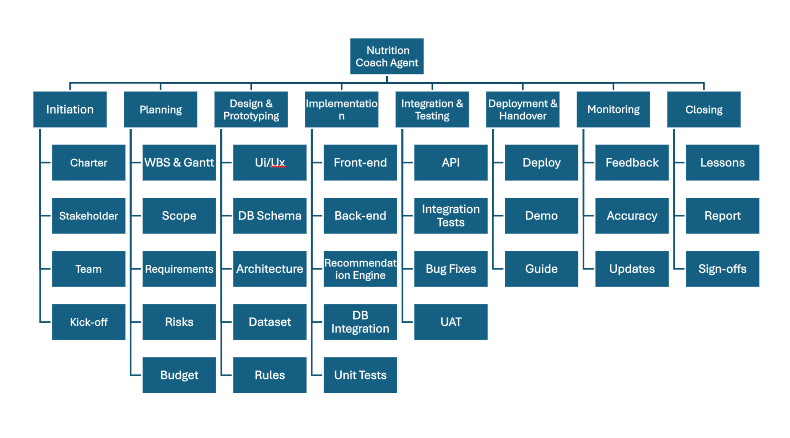 Nutrition
Coach Agent
Initiation
Planning
Design &
Prototyping
Implementatio
n
Integration &
Testing
Deployment &
Handover
Monitoring
Closing
Charter
WBS & Gantt
Ui/Ux
Front-end
API
Deploy
Feedback
Lessons
Stakeholder
Scope
DB Schema
Back-end
Integration
Tests
Demo
Accuracy
Report
Team
Requirements
Architecture
Recommendat
ion Engine
Bug Fixes
Guide
Updates
Sign-offs
Kick-off
Risks
Dataset
DB
Integration
UAT
Budget
Rules
Unit Tests